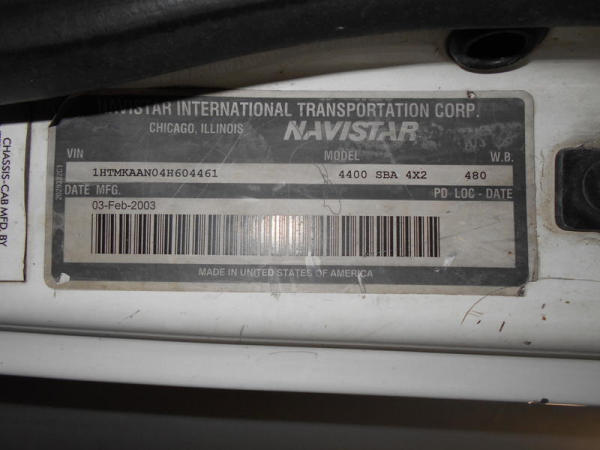 NAVISTAR INTERNATIONAL TRANSPORTATION CORP.
CHICAGO, ILLINOIS NAVISTAR
VIN MODEL W.B.
1HTMKAAN04H604461 4400 SBA 4X2 480
DATE MFG. PD LOC - DATE
03-Feb-2003
MADE IN UNITED STATES OF AMERICA
CHASSIS-CAB MFD. BY